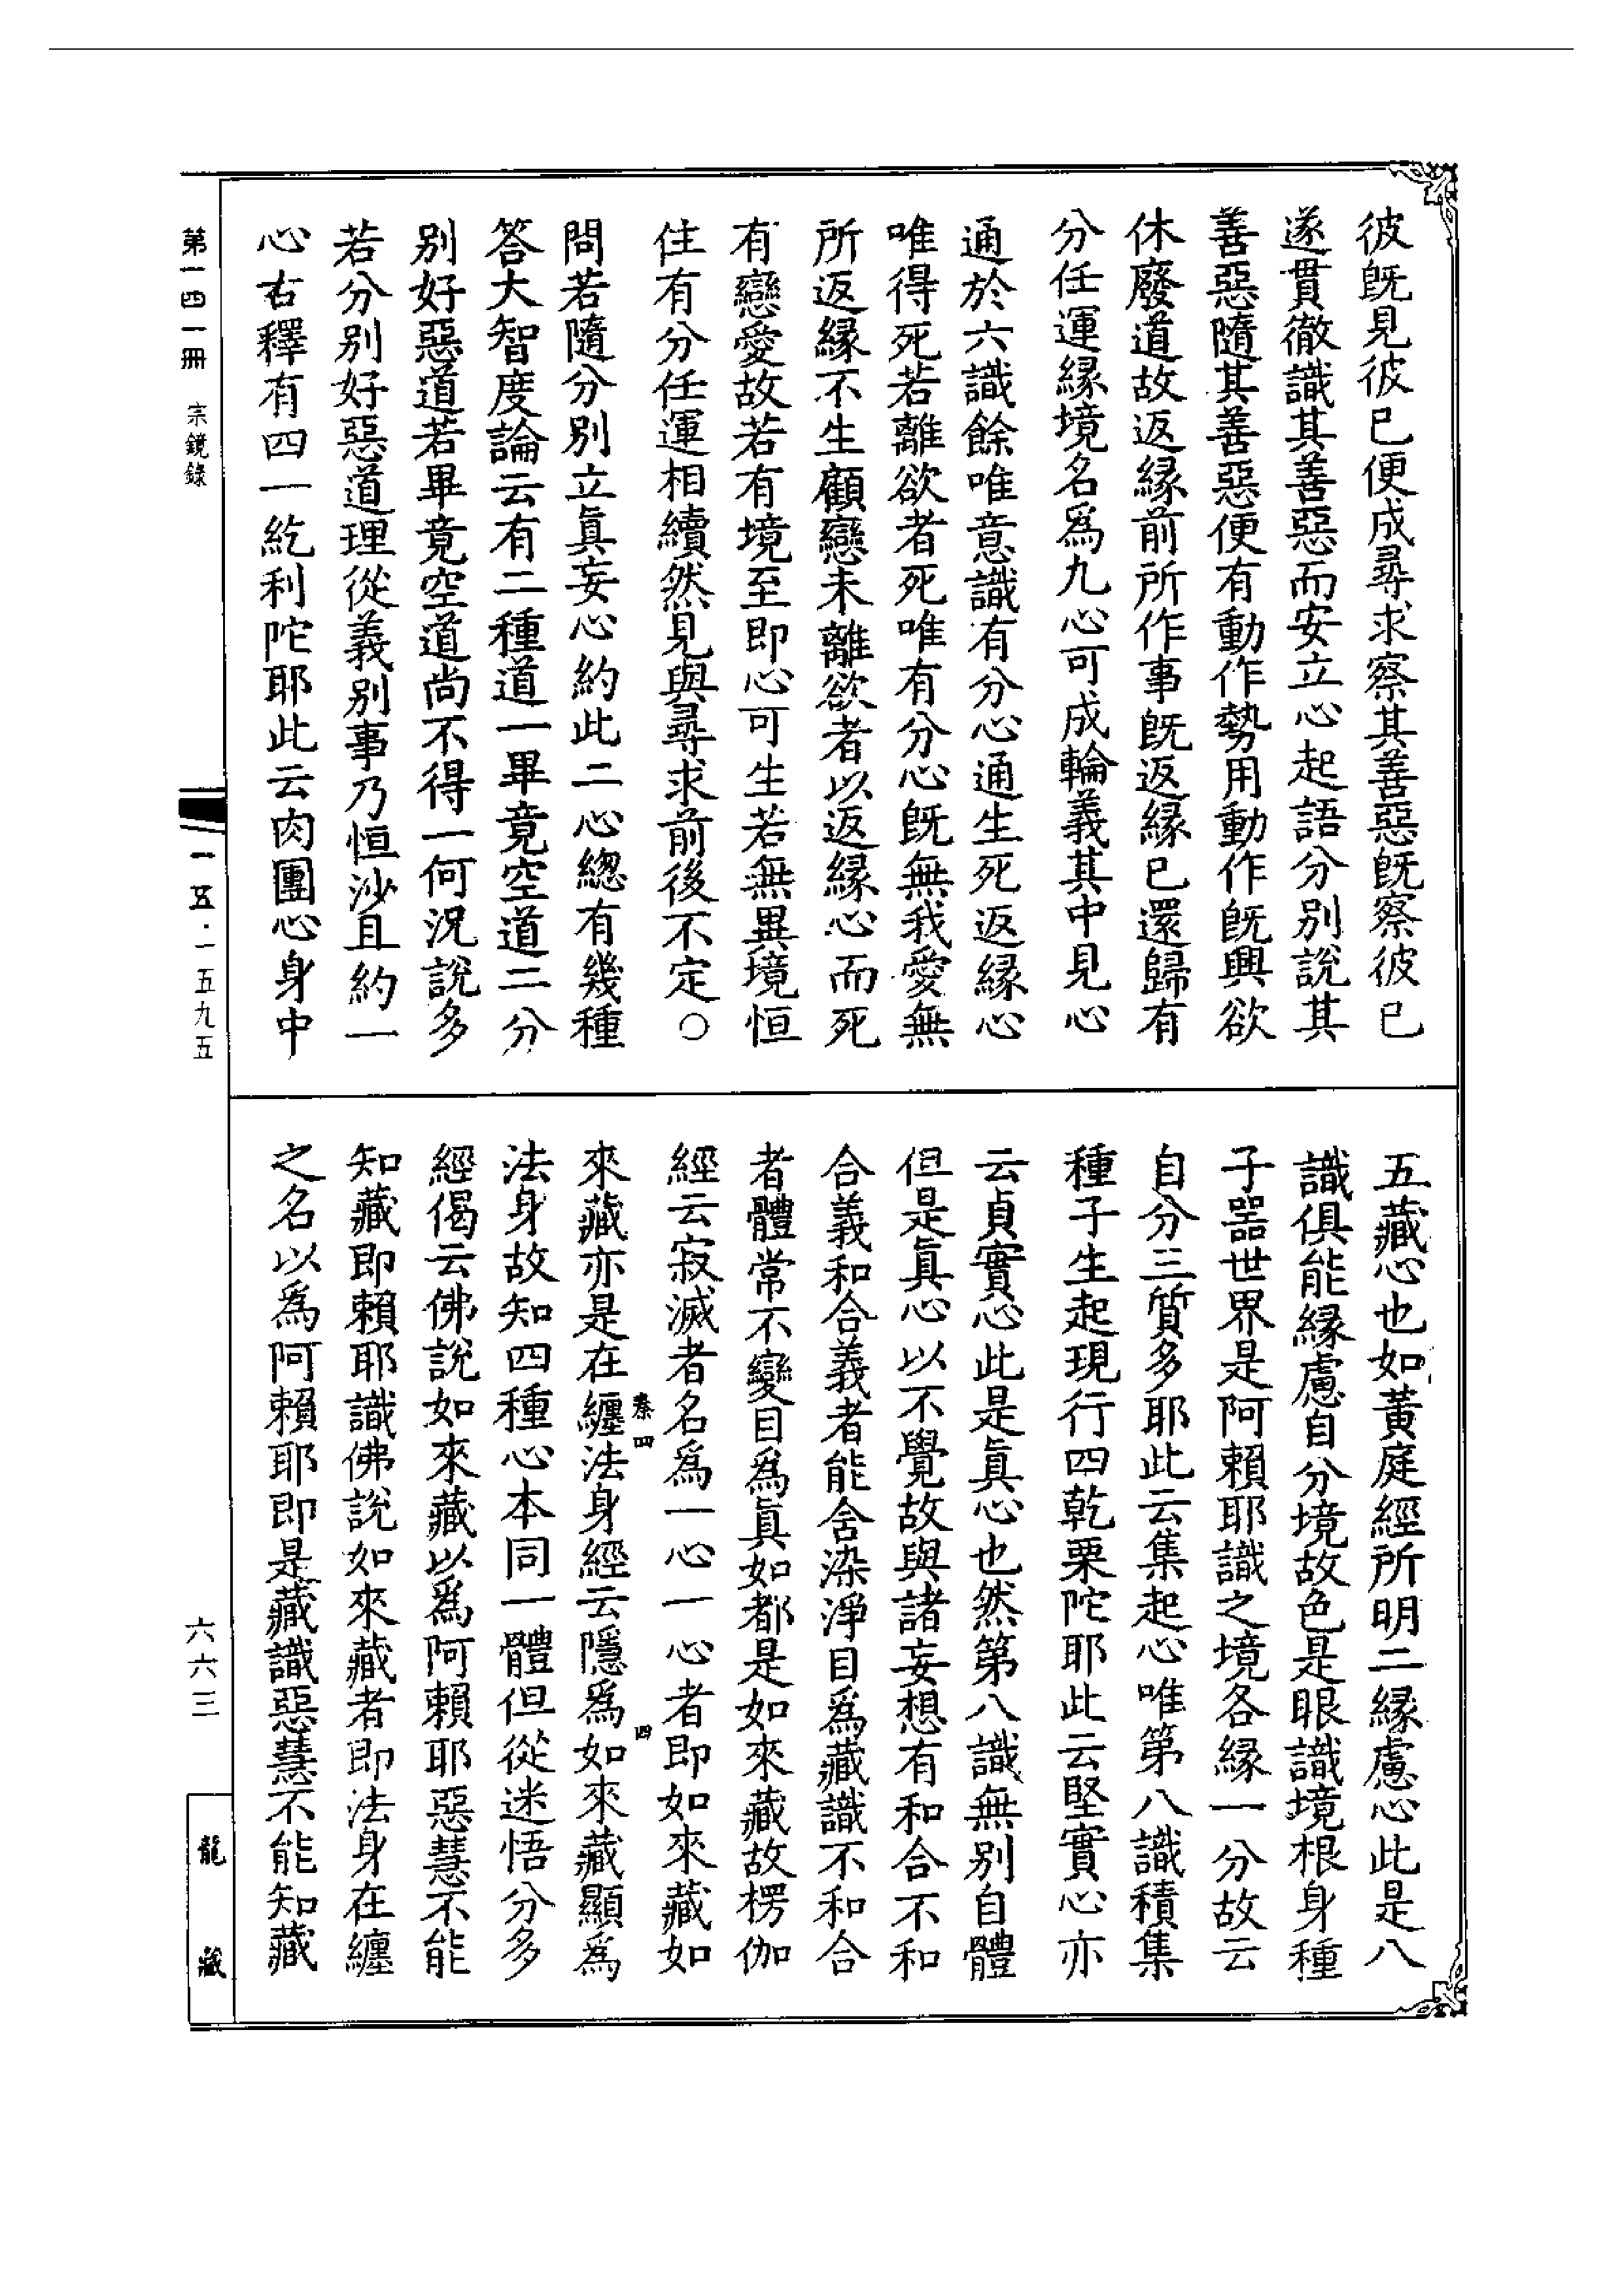 彼既見彼已便成尋求察其善惡既察彼已
遂貫徹識其善惡而安立心起語分別說其
善惡隨其善惡便有動作勢用動作既興欲
休廢道故返緣前所作事既返緣已還歸有
分任運緣境名爲九心可成輪義其中見心
通於六識餘唯意識有分心通生死返緣心
唯得死若離欲者死唯有分心既無我愛無
所返緣不生顧戀未離欲者以返緣心而死
有戀愛故若有境至即心可生若無異境恒
住有分任運相續然見與尋求前後不定○
問若隨分別立眞妄心約此二心總有幾種
答大智度論云有二種道一畢竟空道二分
別好惡道若畢竟空道尚不得一何況說多
若分別好惡道理從義別事乃恒沙且約一
心古釋有四一紇利陀耶此云肉團心身中
五藏心也如黃庭經所明二緣慮心此是八
識俱能緣慮自分境故色是眼識境根身種
子噐世界是阿賴耶識之境各緣一分故云
自分三質多耶此云集起心唯第八識積集
種子生起現行四乾栗陀耶此云堅實心亦
云貞實心此是眞心也然第八識無別自體
但是眞心以不覺故與諸妄想有和合不和
合義和合義者能含染淨目爲藏識不和合
者體常不變目爲眞如都是如來藏故楞伽
經云寂滅者名爲一心一心者即如來藏如
來藏亦是在纏法身經云隱爲如來藏顯爲
法身故知四種心本同一體但從迷悟分多
經偈云佛說如來藏以爲阿賴耶惡慧不能
知藏即賴耶識佛說如來藏者即法身在纏
之名以爲阿賴耶即是藏識惡慧不能知藏
秦四
四
第一四一冊 宗鏡錄
一五·一五九五
六六三
龍藏